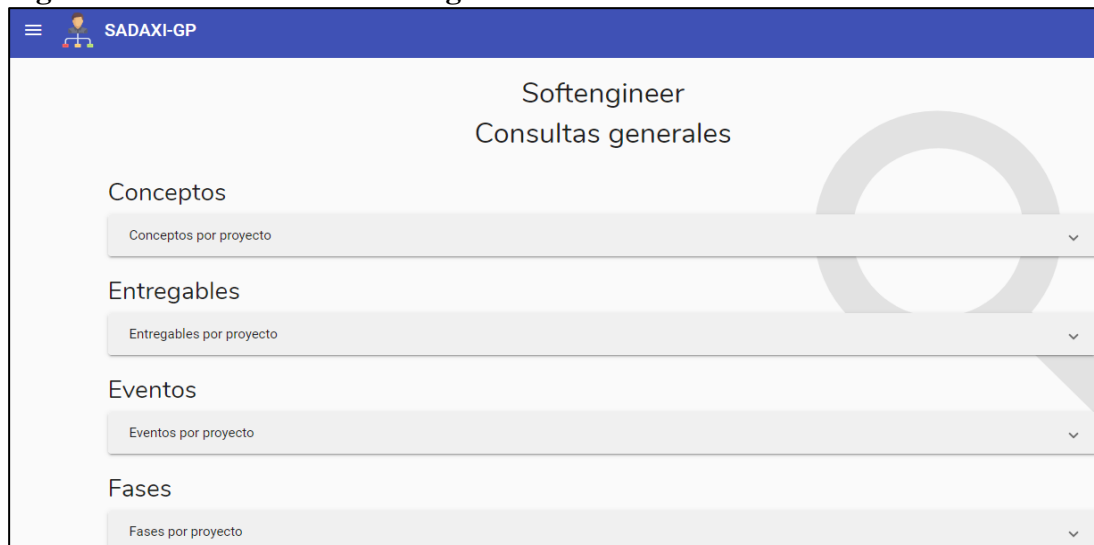 SADAXI-GP
Softengineer
Consultas generales
Conceptos
Conceptos por proyecto
Entregables
Entregables por proyecto
Eventos
Eventos por proyecto
Fases
Fases por proyecto